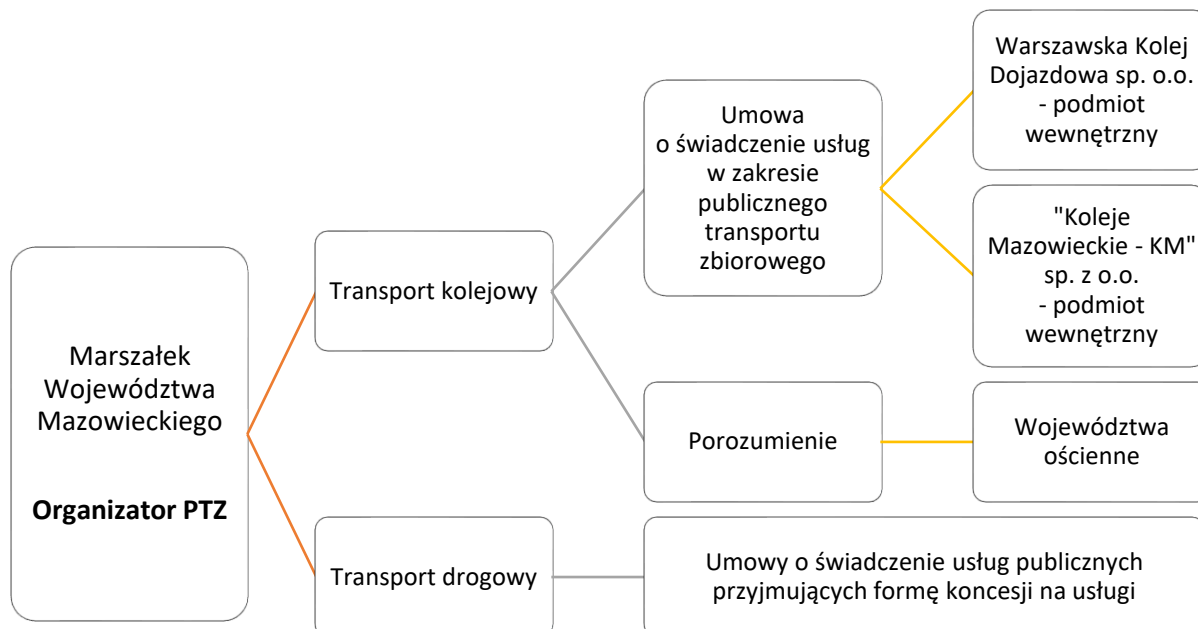 Marszałek
Województwa
Mazowieckiego
Organizator PTZ
Transport kolejowy
Umowa
o świadczenie usług
w zakresie
publicznego
transportu
zbiorowego
Warszawska Kolej
Dojazdowa sp. o.o.
- podmiot
wewnętrzny
"Koleje
Mazowieckie - KM"
sp. z o.o.
- podmiot
wewnętrzny
Porozumienie
Województwa
ościenne
Transport drogowy
Umowy o świadczenie usług publicznych
przyjmujących formę koncesji na usługi